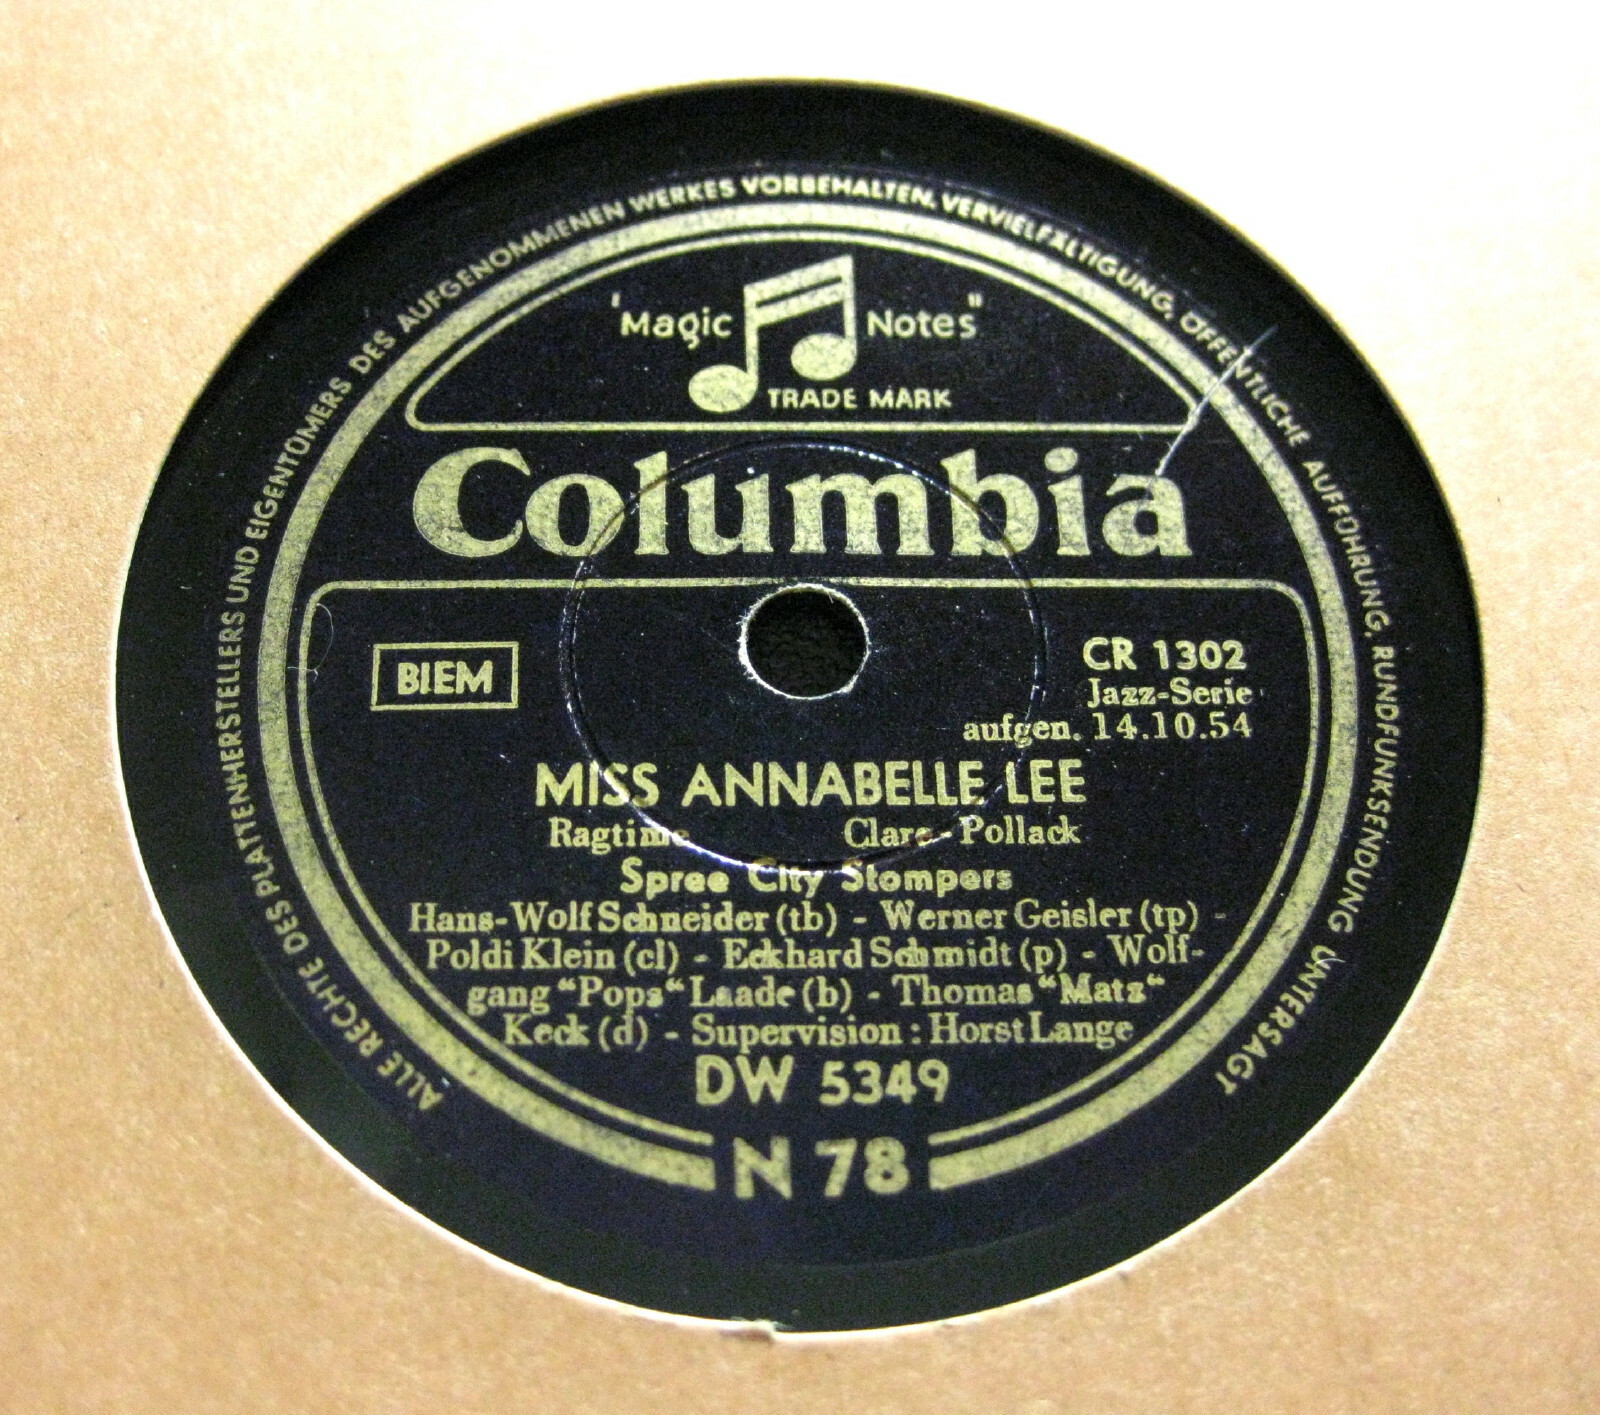 ALLE RECHTE DES PLATTENHERSTELLERS UND EIGENTÜMERS DES AUFGENOMMENEN WERKES VORBEHALTEN. VERVIELFÄLTIGUNG, ÖFFENTLICHE AUFFÜHRUNG, RUNDFUNKSENDUNG UNTERSAGT
"Magic Notes"
TRADE MARK
Columbia
BIEM
CR 1302
Jazz-Serie
aufgen. 14.10.54
MISS ANNABELLE LEE
Ragtime Clare - Pollack
Spree City Stompers
Hans-Wolf Schneider (tb) - Werner Geisler (tp) -
Poldi Klein (cl) - Eckhard Schmidt (p) - Wolf-
gang “Pops“ Laade (b) - Thomas “Matz“
Keck (d) - Supervision : Horst Lange
DW 5349
N 78